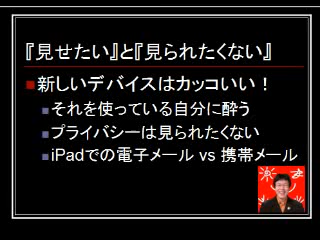 『見せたい』と『見られたくない』
新しいデバイスはカッコいい！
それを使っている自分に酔う
プライバシーは見られたくない
iPadでの電子メール vs 携帯メール